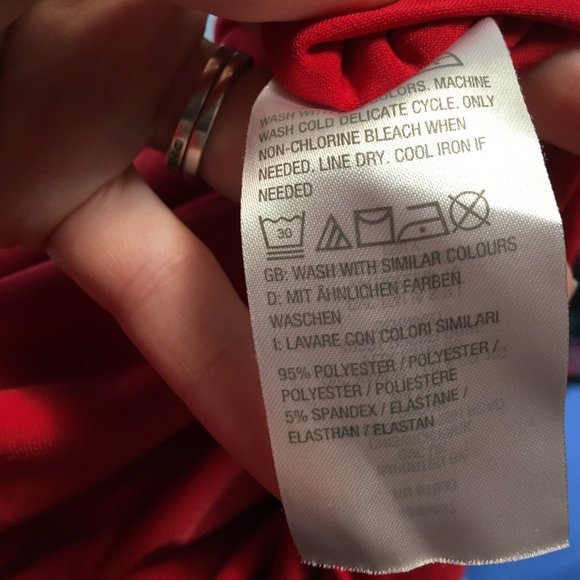 WASH WITH COLORS. MACHINE
WASH COLD DELICATE CYCLE. ONLY
NON-CHLORINE BLEACH WHEN
NEEDED. LINE DRY. COOL IRON IF
NEEDED
30
GB: WASH WITH SIMILAR COLOURS
D: MIT ÄHNLICHEN FARBEN.
WASCHEN
I: LAVARE CON COLORI SIMILARI
95% POLYESTER / POLYESTER /
POLYESTER / POLIESTERE
5% SPANDEX / ELASTANE /
ELASTHAN / ELASTAN